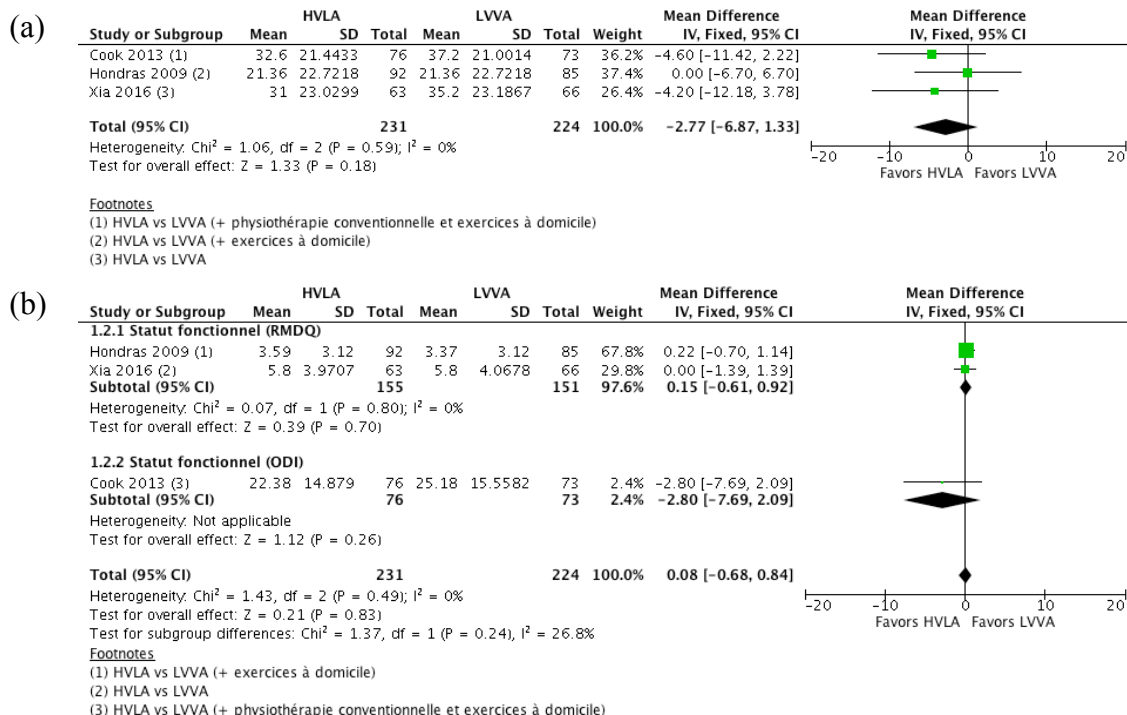 (a)
HVLA LVVA Mean Difference Mean Difference
Study or Subgroup Mean SD Total Mean SD Total Weight IV, Fixed, 95% CI IV, Fixed, 95% CI
Cook 2013 (1) 32.6 21.4433 76 37.2 21.0014 73 36.2% -4.60 [-11.42, 2.22]
Hondras 2009 (2) 21.36 22.7218 92 21.36 22.7218 85 37.4% 0.00 [-6.70, 6.70]
Xia 2016 (3) 31 23.0299 63 35.2 23.1867 66 26.4% -4.20 [-12.18, 3.78]
Total (95% CI) 231 224 100.0% -2.77 [-6.87, 1.33]
Heterogeneity: Chi² = 1.06, df = 2 (P = 0.59); I² = 0%
Test for overall effect: Z = 1.33 (P = 0.18)
-20 -10 0 10 20
Favors HVLA Favors LVVA
Footnotes
(1) HVLA vs LVVA (+ physiothérapie conventionnelle et exercices à domicile)
(2) HVLA vs LVVA (+ exercices à domicile)
(3) HVLA vs LVVA
(b)
HVLA LVVA Mean Difference Mean Difference
Study or Subgroup Mean SD Total Mean SD Total Weight IV, Fixed, 95% CI IV, Fixed, 95% CI
1.2.1 Statut fonctionnel (RMDQ)
Hondras 2009 (1) 3.59 3.12 92 3.37 3.12 85 67.8% 0.22 [-0.70, 1.14]
Xia 2016 (2) 5.8 3.9707 63 5.8 4.0678 66 29.8% 0.00 [-1.39, 1.39]
Subtotal (95% CI) 155 151 97.6% 0.15 [-0.61, 0.92]
Heterogeneity: Chi² = 0.07, df = 1 (P = 0.80); I² = 0%
Test for overall effect: Z = 0.39 (P = 0.70)
1.2.2 Statut fonctionnel (ODI)
Cook 2013 (3) 22.38 14.879 76 25.18 15.5582 73 2.4% -2.80 [-7.69, 2.09]
Subtotal (95% CI) 76 73 2.4% -2.80 [-7.69, 2.09]
Heterogeneity: Not applicable
Test for overall effect: Z = 1.12 (P = 0.26)
Total (95% CI) 231 224 100.0% 0.08 [-0.68, 0.84]
Heterogeneity: Chi² = 1.43, df = 2 (P = 0.49); I² = 0%
Test for overall effect: Z = 0.21 (P = 0.83)
Test for subgroup differences: Chi² = 1.37, df = 1 (P = 0.24), I² = 26.8%
-20 -10 0 10 20
Favors HVLA Favors LVVA
Footnotes
(1) HVLA vs LVVA (+ exercices à domicile)
(2) HVLA vs LVVA
(3) HVLA vs LVVA (+ physiothérapie conventionnelle et exercices à domicile)